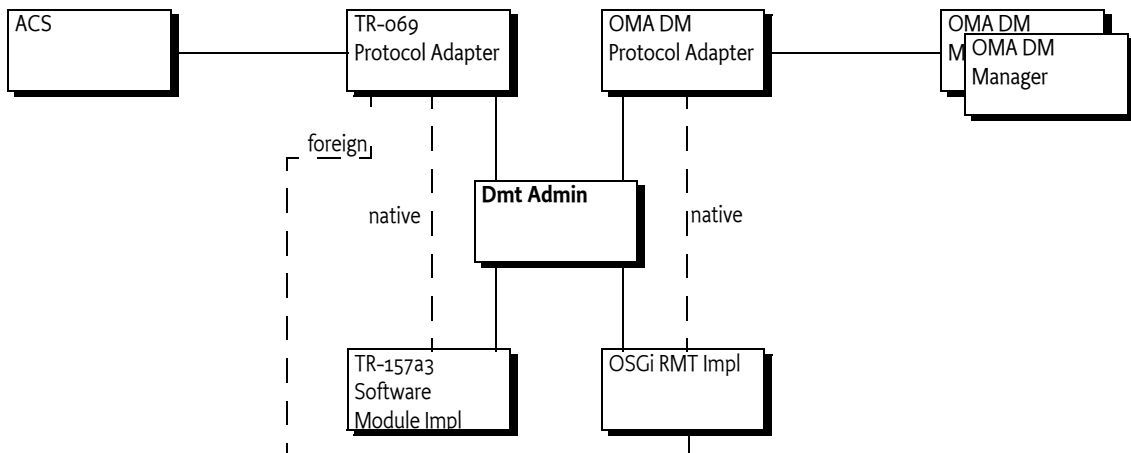 ACS
TR-069
Protocol Adapter
OMA DM
Protocol Adapter
OMA DM
M
OMA DM
Manager
foreign
native
Dmt Admin
native
TR-157a3
Software
Module Impl
OSGi RMT Impl